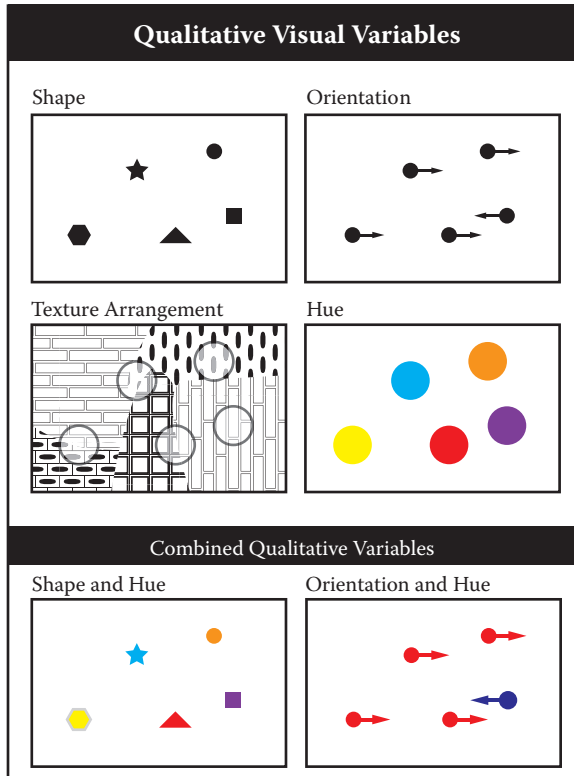 Qualitative Visual Variables
Shape
Orientation
Texture Arrangement
Hue
Combined Qualitative Variables
Shape and Hue
Orientation and Hue